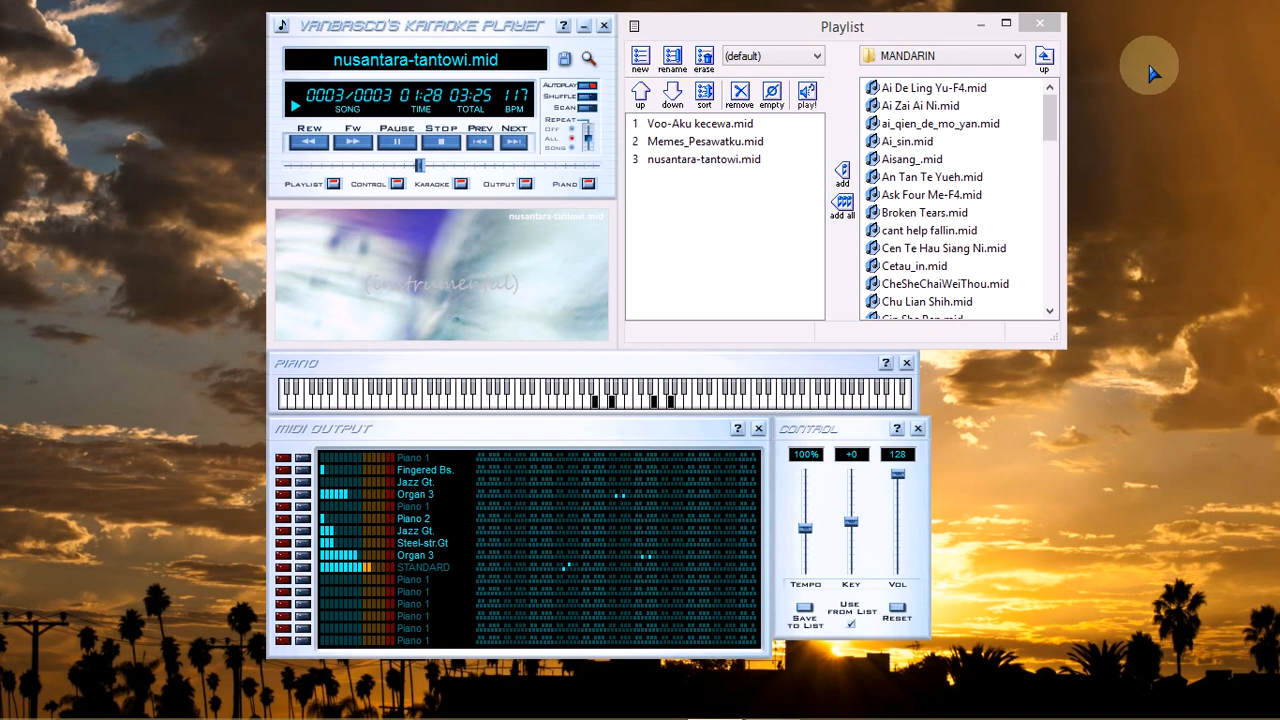 VANBASCO'S KARAOKE PLAYER
?
nusantara-tantowi.mid
0003/0003 01:28 03:25 117
SONG TIME TOTAL BPM
AUTOPLAY
SHUFFLE
SCAN
REPEAT
OFF
ALL
SONG
REW FW PAUSE STOP PREV NEXT
PLAYLIST CONTROL KARAOKE OUTPUT PIANO
nusantara-tantowi.mid
(instrumental)
Playlist
new rename erase
(default)
MANDARIN
up
up down sort remove empty play!
1 Voo-Aku kecewa.mid
2 Memes_Pesawatku.mid
3 nusantara-tantowi.mid
add
add all
Ai De Ling Yu-F4.mid
Ai Zai Ai Ni.mid
ai_qien_de_mo_yan.mid
Ai_sin.mid
Aisang_.mid
An Tan Te Yueh.mid
Ask Four Me-F4.mid
Broken Tears.mid
cant help fallin.mid
Cen Te Hau Siang Ni.mid
Cetau_in.mid
CheSheChaiWeiThou.mid
Chu Lian Shih.mid
PIANO
?
MIDI OUTPUT
?
Piano 1
Fingered Bs.
Jazz Gt.
Organ 3
Piano 1
Piano 2
Jazz Gt.
Steel-str.Gt
Organ 3
STANDARD
Piano 1
Piano 1
Piano 1
Piano 1
Piano 1
Piano 1
CONTROL
?
100% +0 128
TEMPO KEY VOL
SAVE TO LIST
USE FROM LIST
RESET